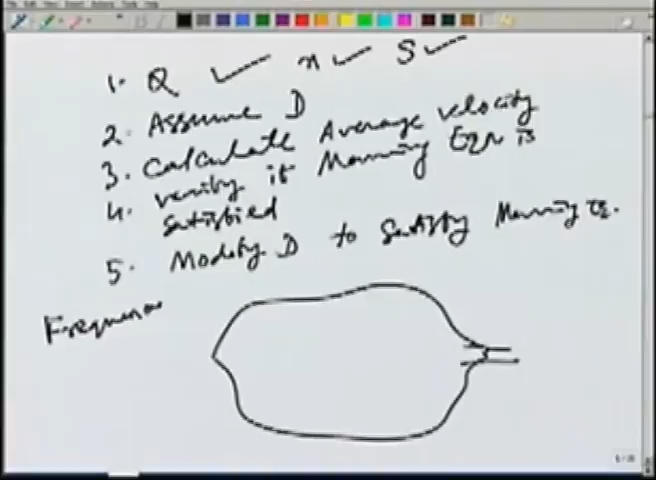 1. Q ✓ n ✓ S ✓
2. Assume D
3. Calculate Average velocity
4. verify if Manning Eqn is
satisfied
5. Modify D to satisfy Manning Eq.